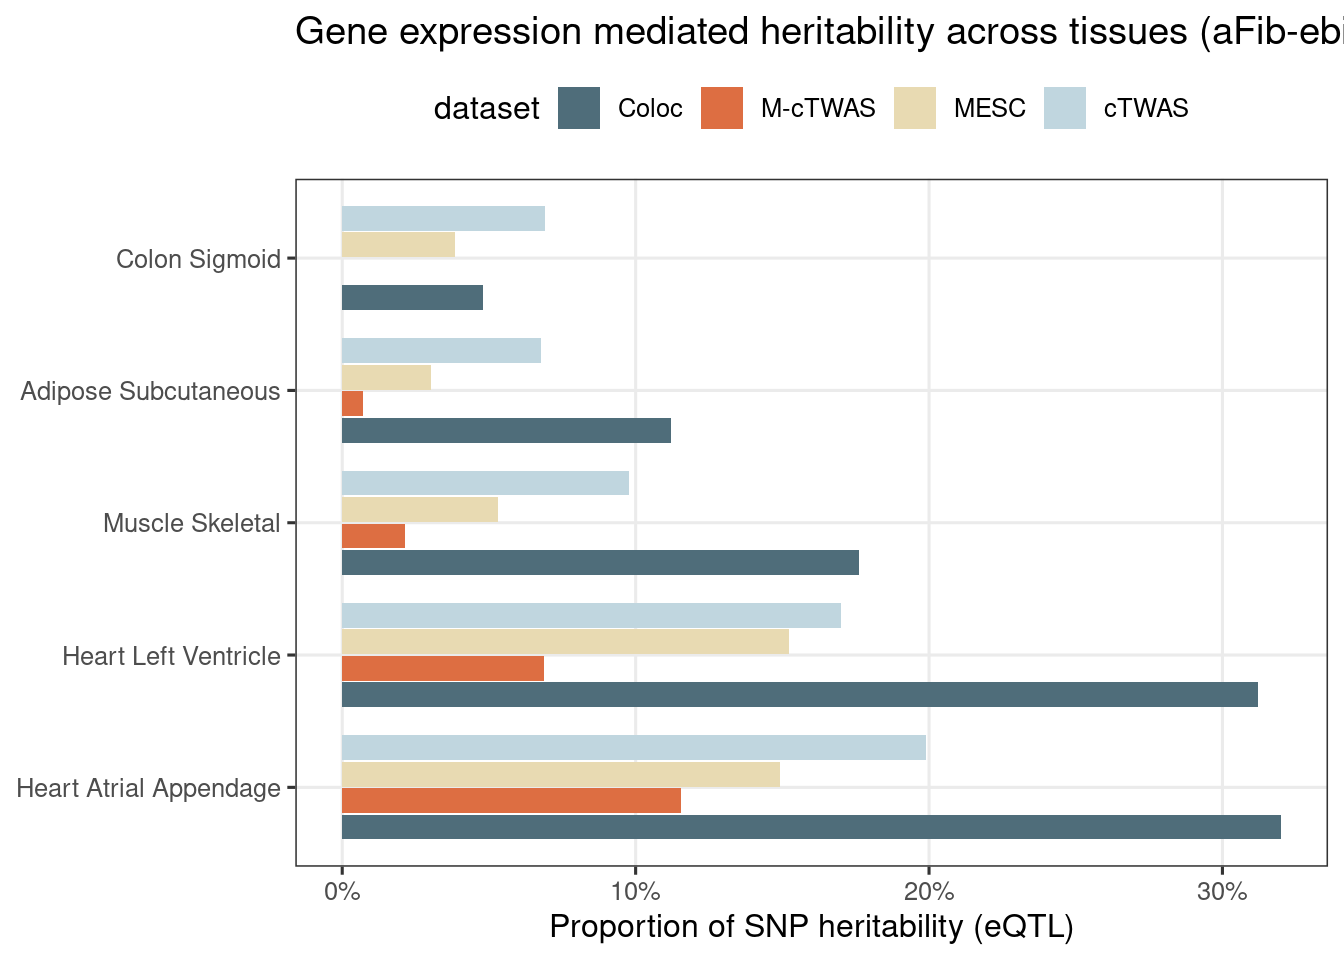 Gene expression mediated heritability across tissues (aFib-ebi
dataset Coloc M-cTWAS MESC cTWAS
Colon Sigmoid
Adipose Subcutaneous
Muscle Skeletal
Heart Left Ventricle
Heart Atrial Appendage
0% 10% 20% 30%
Proportion of SNP heritability (eQTL)